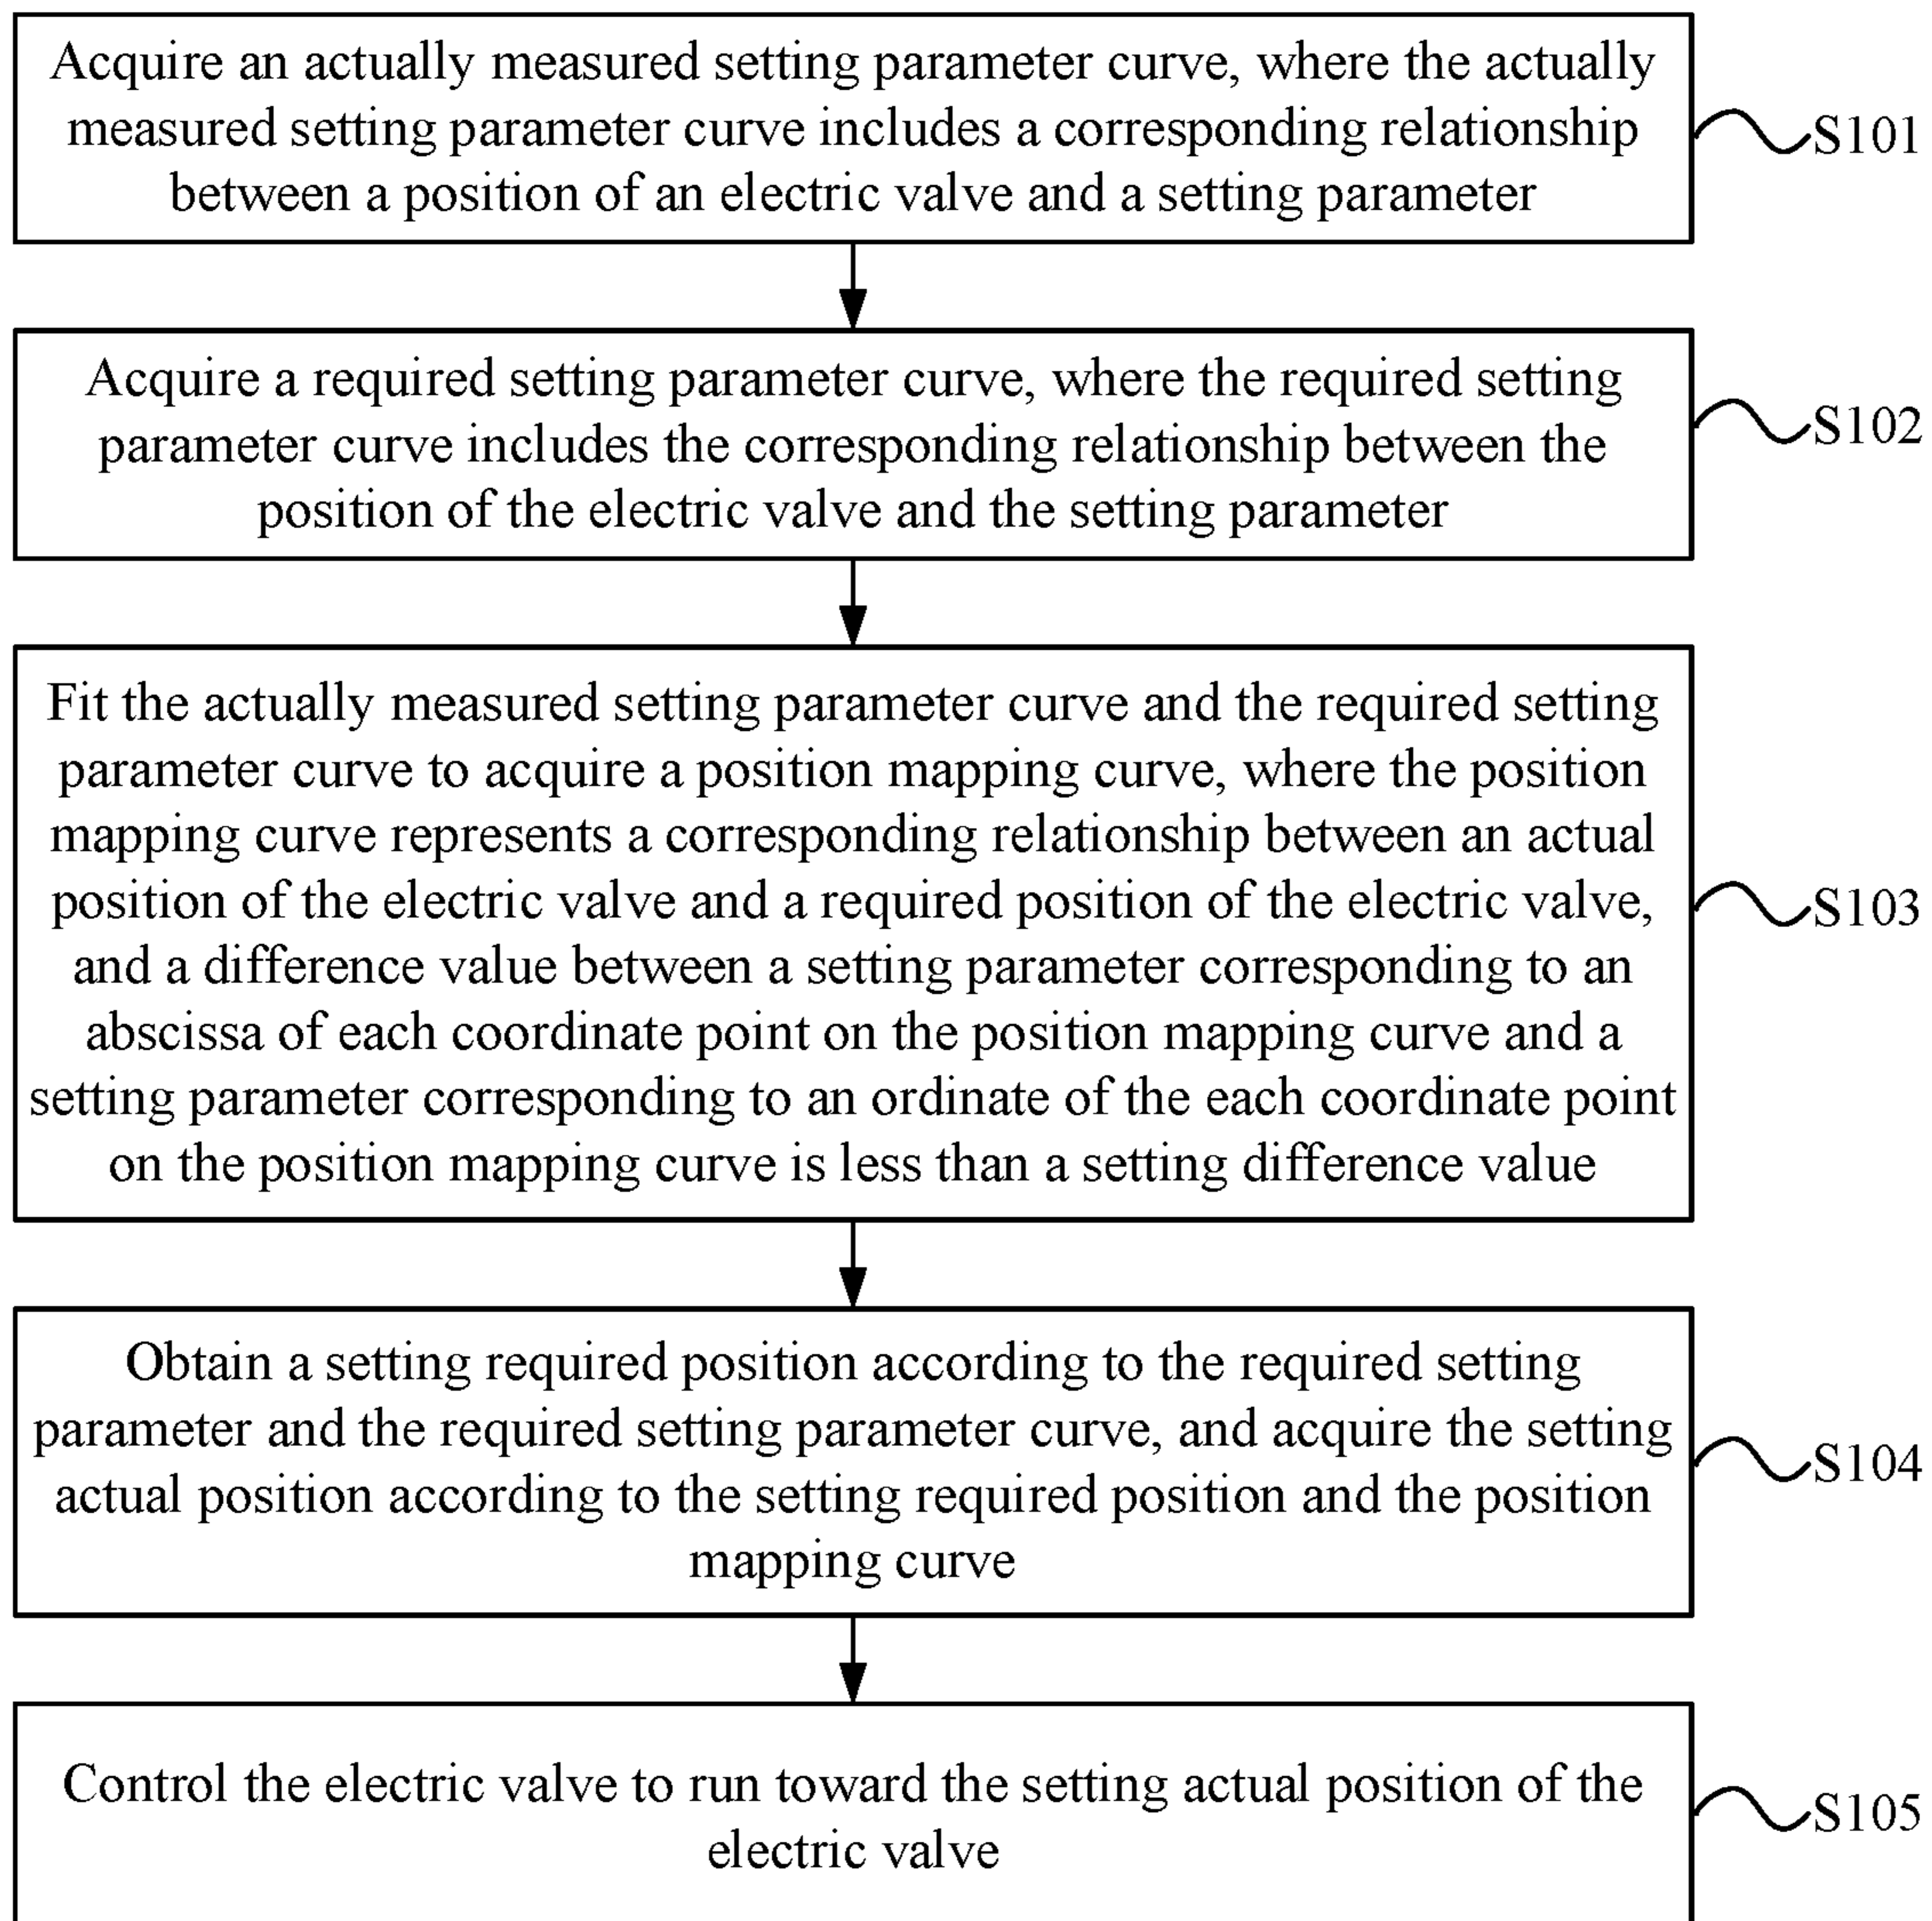 Acquire an actually measured setting parameter curve, where the actually
measured setting parameter curve includes a corresponding relationship
between a position of an electric valve and a setting parameter
S101
Acquire a required setting parameter curve, where the required setting
parameter curve includes the corresponding relationship between the
position of the electric valve and the setting parameter
S102
Fit the actually measured setting parameter curve and the required setting
parameter curve to acquire a position mapping curve, where the position
mapping curve represents a corresponding relationship between an actual
position of the electric valve and a required position of the electric valve,
and a difference value between a setting parameter corresponding to an
abscissa of each coordinate point on the position mapping curve and a
setting parameter corresponding to an ordinate of the each coordinate point
on the position mapping curve is less than a setting difference value
S103
Obtain a setting required position according to the required setting
parameter and the required setting parameter curve, and acquire the setting
actual position according to the setting required position and the position
mapping curve
S104
Control the electric valve to run toward the setting actual position of the
electric valve
S105